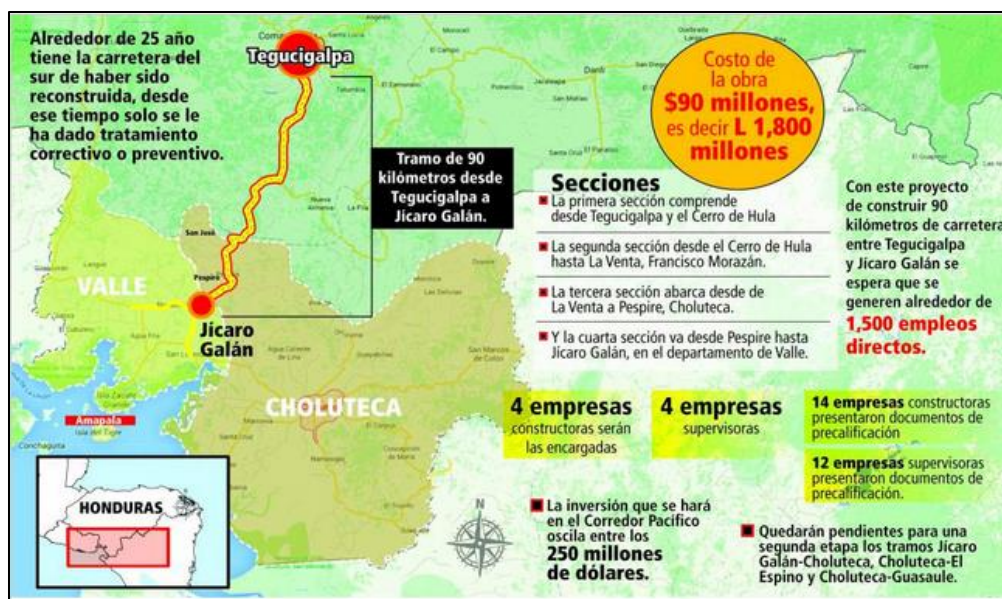 Alrededor de 25 año
tiene la carretera del
sur de haber sido
reconstruida, desde
ese tiempo solo se le
ha dado tratamiento
correctivo o preventivo.
Tegucigalpa
Costo de
la obra
$90 millones,
es decir L 1,800
millones
Tramo de 90
kilómetros desde
Tegucigalpa a
Jícaro Galán.
Secciones
La primera sección comprende
desde Tegucigalpa y el Cerro de Hula
La segunda sección desde el Cerro de Hula
hasta La Venta, Francisco Morazán.
La tercera sección abarca desde de
La Venta a Pespire, Choluteca.
Y la cuarta sección va desde Pespire hasta
Jícaro Galán, en el departamento de Valle.
Con este proyecto
de construir 90
kilómetros de carretera
entre Tegucigalpa
y Jícaro Galán se
espera que se
generen alrededor de
1,500 empleos
directos.
Danlí
San José
Pespire
VALLE
Jícaro
Galán
CHOLUTECA
Amapala
Isla del Tigre
Conchaguita
4 empresas
constructoras serán
las encargadas
4 empresas
supervisoras
14 empresas constructoras
presentaron documentos de
precalificación
12 empresas supervisoras
presentaron documentos de
precalificación.
HONDURAS
N
La inversión que se hará
en el Corredor Pacífico
oscila entre los
250 millones
de dólares.
Quedarán pendientes para una
segunda etapa los tramos Jícaro
Galán-Choluteca, Choluteca-El
Espino y Choluteca-Guasaule.